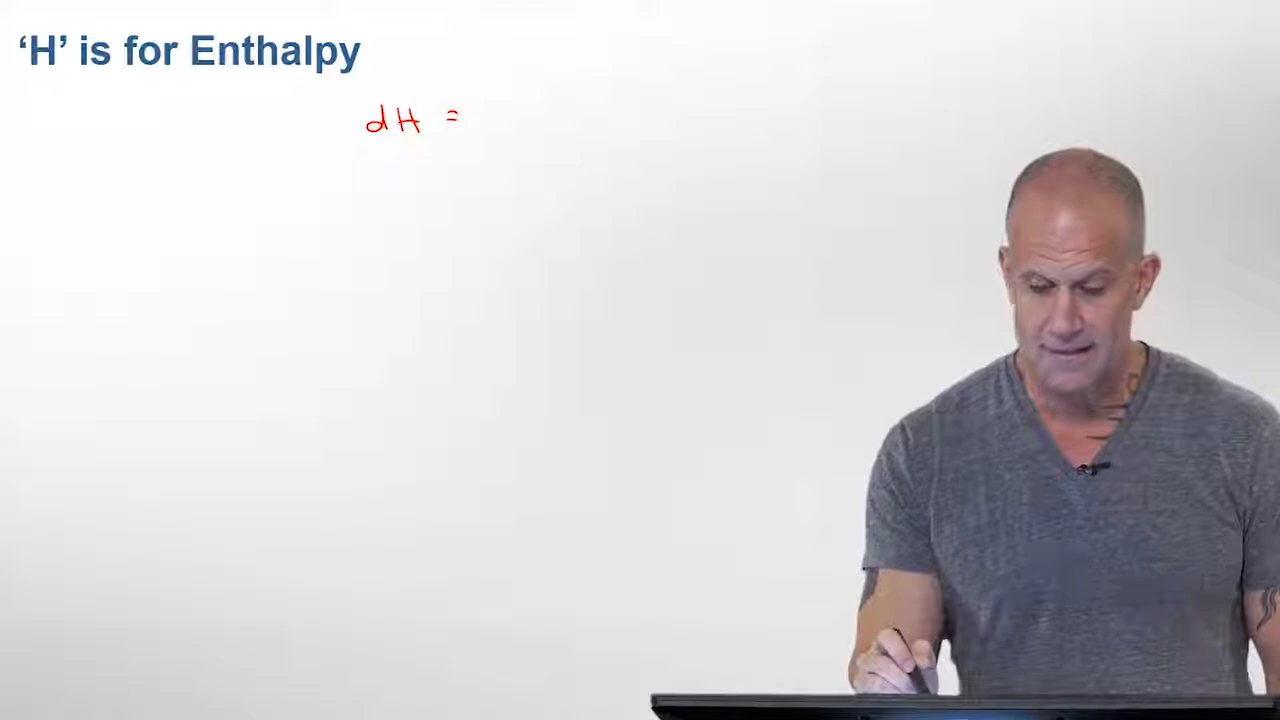 ‘H’ is for Enthalpy
dH =